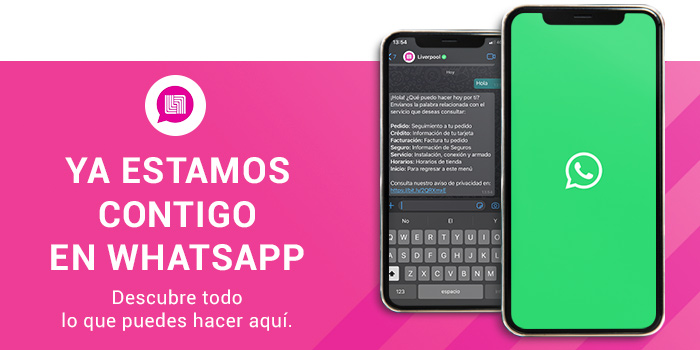 YA ESTAMOS
CONTIGO
EN WHATSAPP
Descubre todo
lo que puedes hacer aquí.
13:54
7
Liverpool
Hoy
Hola
¡Hola! ¿Qué puedo hacer hoy por ti?
Envíanos la palabra relacionada con el
servicio que deseas consultar:
Pedido: Seguimiento a tu pedido
Crédito: Información de tu tarjeta
Facturación: Factura tu pedido
Seguro: Información de Seguros
Servicio: Instalación, conexión y armado
Horarios: Horarios de tienda
Inicio: Para regresar a este menú
Consulta nuestro aviso de privacidad en:
No El Y
Q W E R T Y U I O P
A S D F G H J K L Ñ
Z X C V B N M
123 espacio